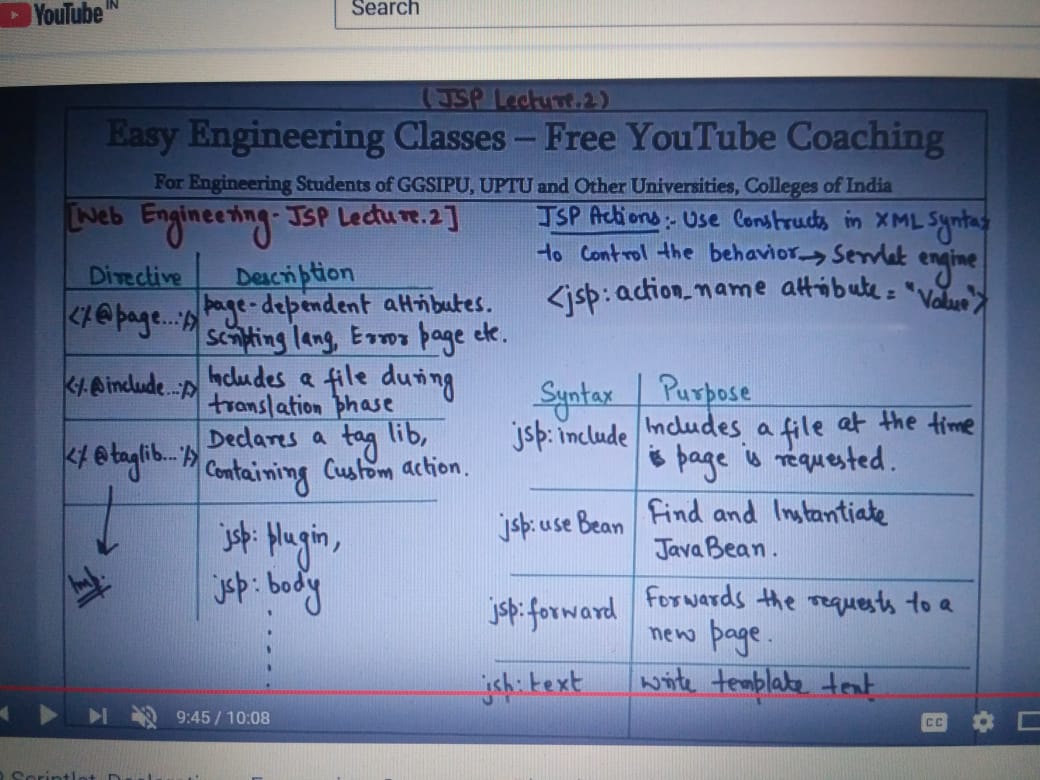 YouTube IN
Search
(JSP Lecture.2)
Easy Engineering Classes – Free YouTube Coaching
For Engineering Students of GGSIPU, UPTU and Other Universities, Colleges of India
[Web Engineering - JSP Lecture.2]
Directive | Description
<%@page...%> page-dependent attributes.
scripting lang, Error page etc.
<%@include...%> Includes a file during
translation phase
<%@taglib...%> Declares a tag lib,
Containing Custom action.
Imp.
jsp: plugin,
jsp: body
JSP Actions:- Use Constructs in XML Syntax
to Control the behavior → Servlet engine
<jsp: action_name attribute = "Value">
Syntax | Purpose
jsp: include Includes a file at the time
page is requested.
jsp: use Bean Find and Instantiate
JavaBean.
jsp: forward Forwards the requests to a
new page.
jsp: text write template text
9:45 / 10:08
CC